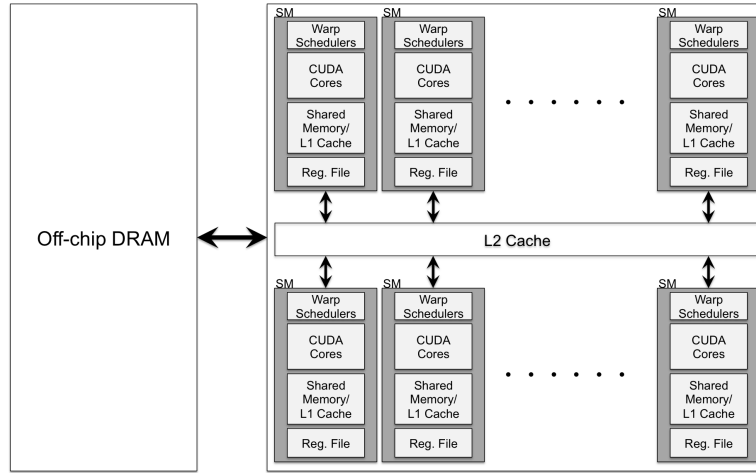 SM
Warp
Schedulers
CUDA
Cores
Shared
Memory/
L1 Cache
Reg. File
SM
Warp
Schedulers
CUDA
Cores
Shared
Memory/
L1 Cache
Reg. File
SM
Warp
Schedulers
CUDA
Cores
Shared
Memory/
L1 Cache
Reg. File
Off-chip DRAM
L2 Cache
SM
Warp
Schedulers
CUDA
Cores
Shared
Memory/
L1 Cache
Reg. File
SM
Warp
Schedulers
CUDA
Cores
Shared
Memory/
L1 Cache
Reg. File
SM
Warp
Schedulers
CUDA
Cores
Shared
Memory/
L1 Cache
Reg. File